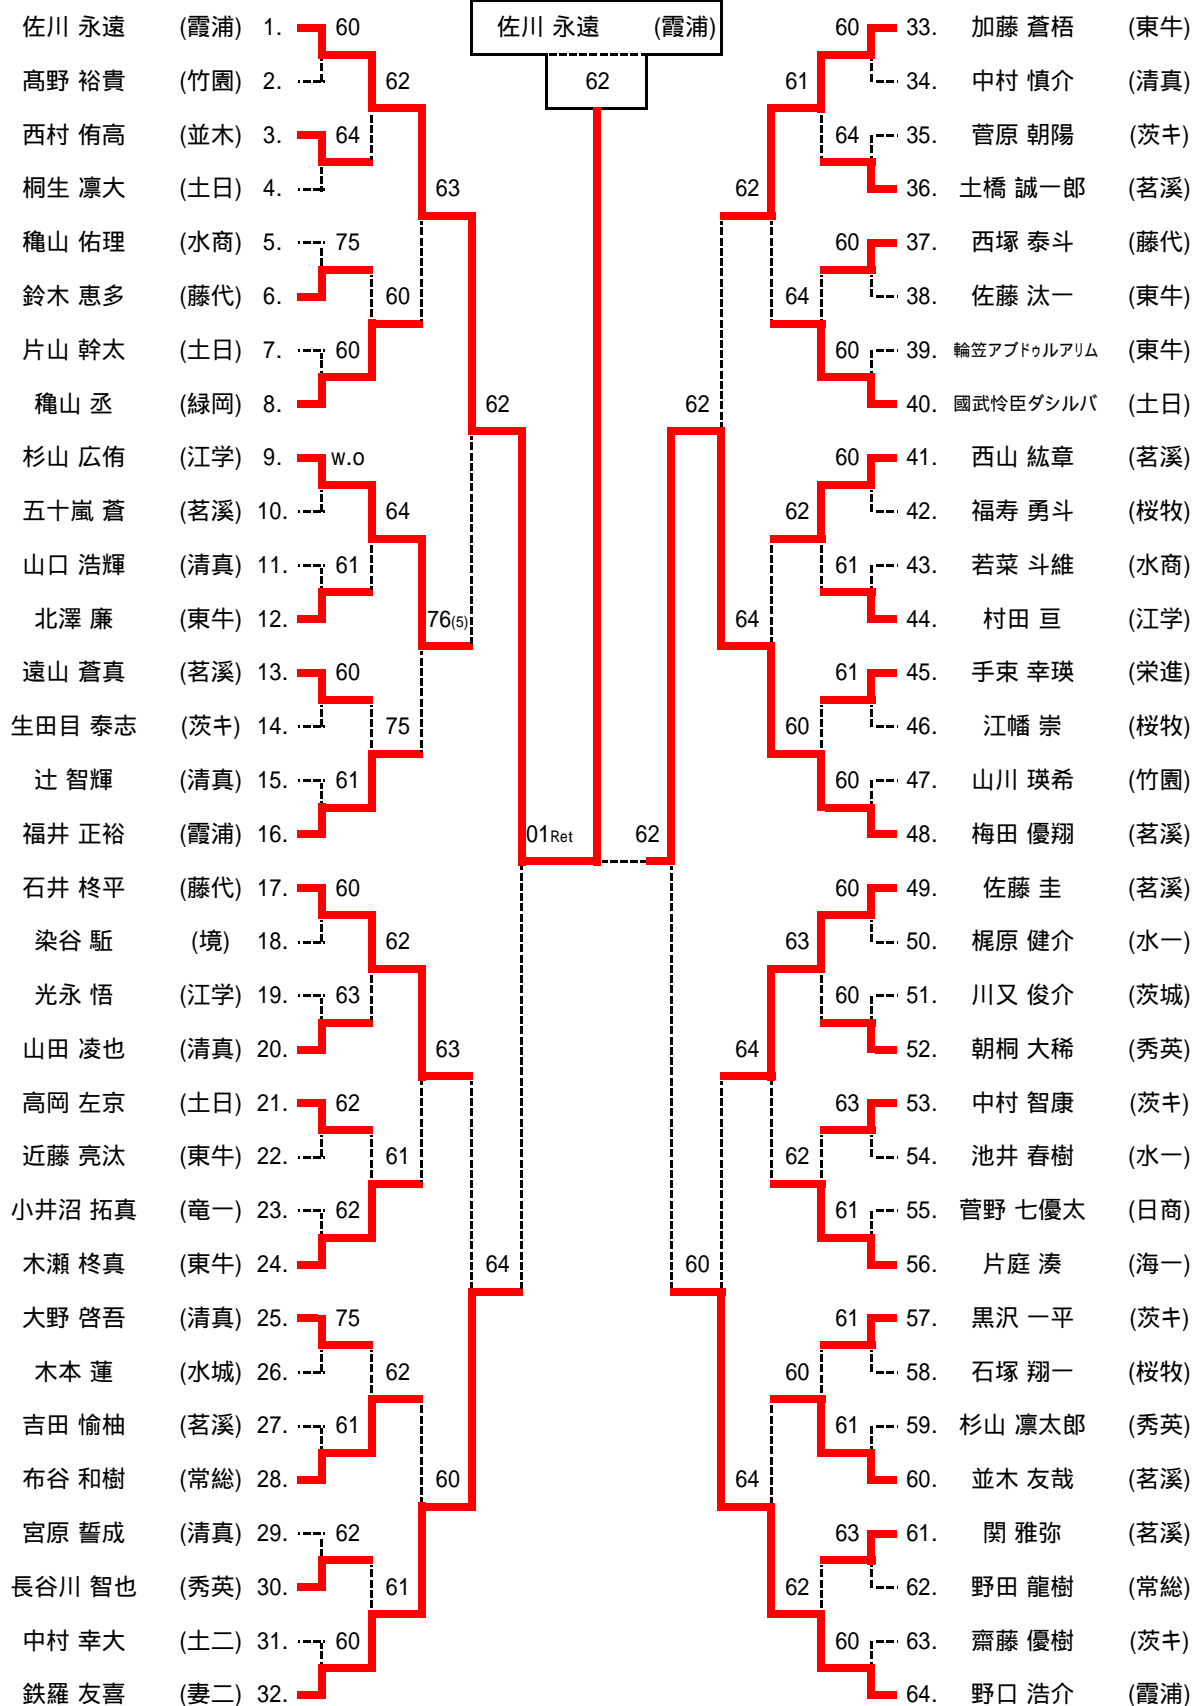 佐川 永遠 (霞浦)
62
佐川 永遠 (霞浦) 1. 60
髙野 裕貴 (竹園) 2. 62
西村 侑高 (並木) 3. 64
桐生 凛大 (土日) 4. 63
穐山 佑理 (水商) 5. 75
鈴木 恵多 (藤代) 6. 60
片山 幹太 (土日) 7. 60
穐山 丞 (緑岡) 8. 62
杉山 広侑 (江学) 9. w.o
五十嵐 蒼 (茗溪) 10. 64
山口 浩輝 (清真) 11. 61
北澤 廉 (東牛) 12. 76(5)
遠山 蒼真 (茗溪) 13. 60
生田目 泰志 (茨キ) 14. 75
辻 智輝 (清真) 15. 61
福井 正裕 (霞浦) 16. 01Ret
石井 柊平 (藤代) 17. 60
染谷 駈 (境) 18. 62
光永 悟 (江学) 19. 63
山田 凌也 (清真) 20. 63
高岡 左京 (土日) 21. 62
近藤 亮汰 (東牛) 22. 61
小井沼 拓真 (竜一) 23. 62
木瀬 柊真 (東牛) 24. 64
大野 啓吾 (清真) 25. 75
木本 蓮 (水城) 26. 62
吉田 愉柚 (茗溪) 27. 61
布谷 和樹 (常総) 28. 60
宮原 誓成 (清真) 29. 62
長谷川 智也 (秀英) 30. 61
中村 幸大 (土二) 31. 60
鉄羅 友喜 (妻二) 32.
60 33. 加藤 蒼梧 (東牛)
61 34. 中村 慎介 (清真)
64 35. 菅原 朝陽 (茨キ)
62 36. 土橋 誠一郎 (茗溪)
60 37. 西塚 泰斗 (藤代)
64 38. 佐藤 汰一 (東牛)
60 39. 輪笠アブドゥルアリム (東牛)
62 40. 國武怜臣ダシルバ (土日)
60 41. 西山 紘章 (茗溪)
62 42. 福寿 勇斗 (桜牧)
61 43. 若菜 斗維 (水商)
64 44. 村田 亘 (江学)
61 45. 手束 幸瑛 (栄進)
60 46. 江幡 崇 (桜牧)
60 47. 山川 瑛希 (竹園)
62 48. 梅田 優翔 (茗溪)
60 49. 佐藤 圭 (茗溪)
63 50. 梶原 健介 (水一)
60 51. 川又 俊介 (茨城)
64 52. 朝桐 大稀 (秀英)
63 53. 中村 智康 (茨キ)
62 54. 池井 春樹 (水一)
61 55. 菅野 七優太 (日商)
60 56. 片庭 湊 (海一)
61 57. 黒沢 一平 (茨キ)
60 58. 石塚 翔一 (桜牧)
61 59. 杉山 凛太郎 (秀英)
64 60. 並木 友哉 (茗溪)
63 61. 関 雅弥 (茗溪)
62 62. 野田 龍樹 (常総)
60 63. 齋藤 優樹 (茨キ)
64. 野口 浩介 (霞浦)